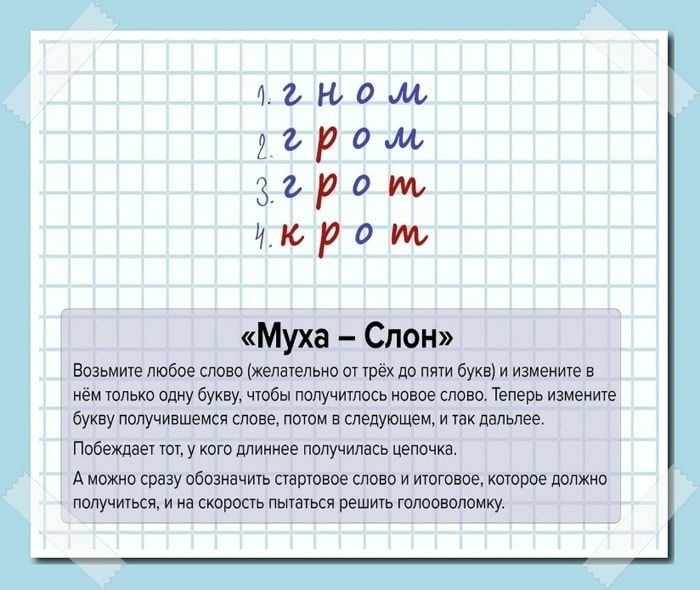 1. гном
2. гром
3. грот
4. крот
«Муха – Слон»
Возьмите любое слово (желательно от трёх до пяти букв) и измените в
нём только одну букву, чтобы получитлось новое слово. Теперь измените
букву получившемся слове, потом в следующем, и так дальлее.
Побеждает тот, у кого длиннее получилась цепочка.
А можно сразу обозначить стартовое слово и итоговое, которое должно
получиться, и на скорость пытаться решить голооволомку.